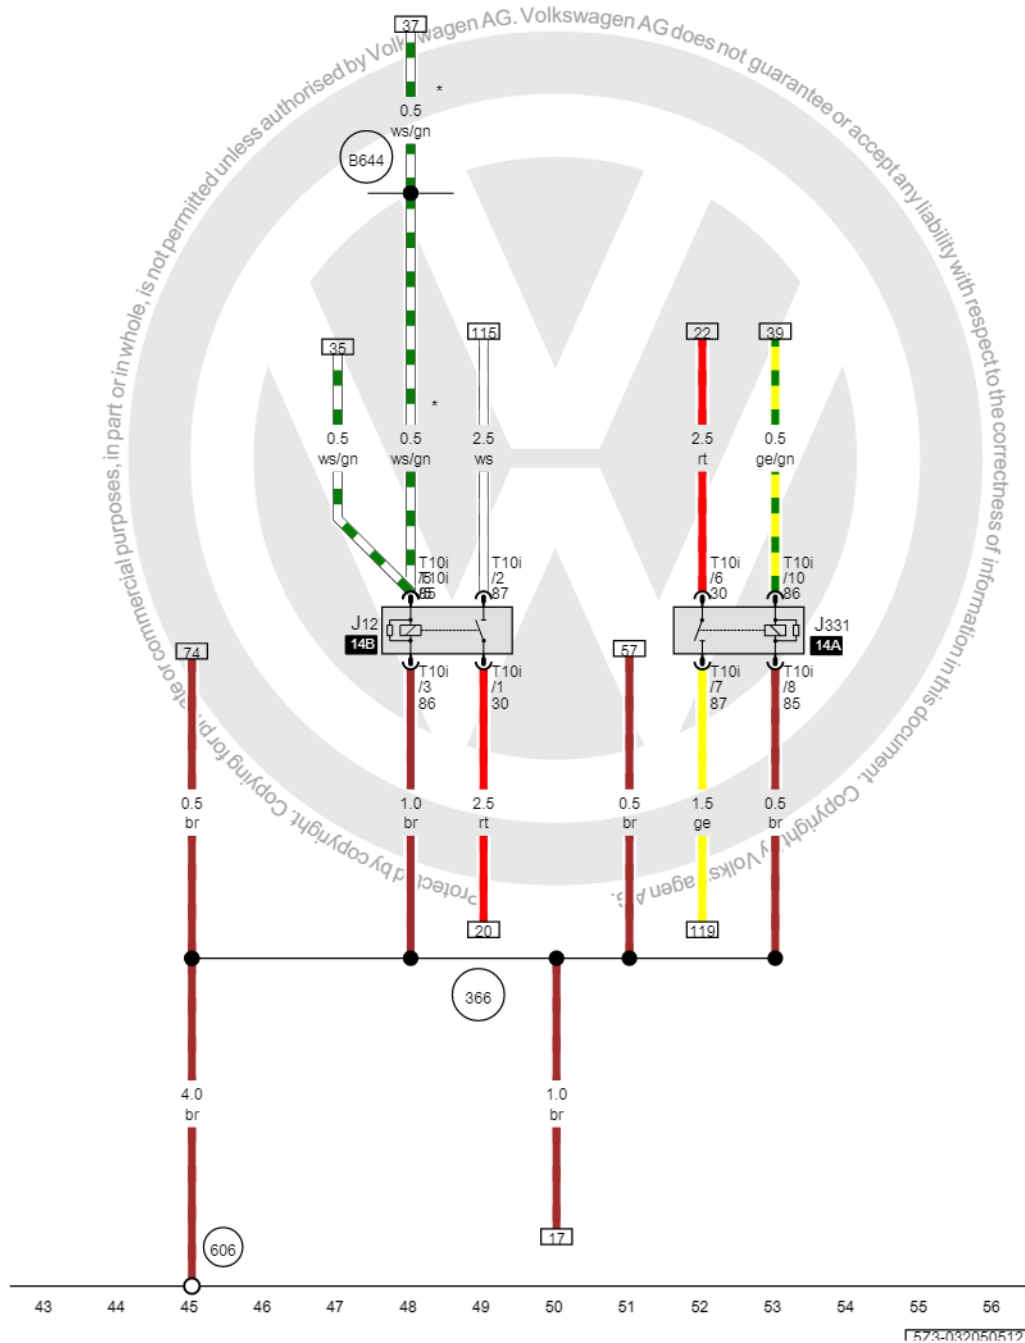 Protected by copyright. Copying for private or commercial purposes, in part or in whole, is not permitted unless authorised by Volkswagen AG. Volkswagen AG does not guarantee or accept any liability with respect to the correctness of information in this document. Copyright by Volkswagen AG.
37
*
0.5
ws/gn
B644
35
115
22
39
*
0.5
ws/gn
0.5
ws/gn
2.5
ws
2.5
rt
0.5
ge/gn
T10i
/5
85
T10i
T10i
/2
87
T10i
/6
30
T10i
/10
86
J12
14B
J331
14A
74
57
T10i
/3
86
T10i
/1
30
T10i
/7
87
T10i
/8
85
0.5
br
1.0
br
2.5
rt
0.5
br
1.5
ge
0.5
br
20
119
366
4.0
br
1.0
br
606
17
43 44 45 46 47 48 49 50 51 52 53 54 55 56
573-032050512